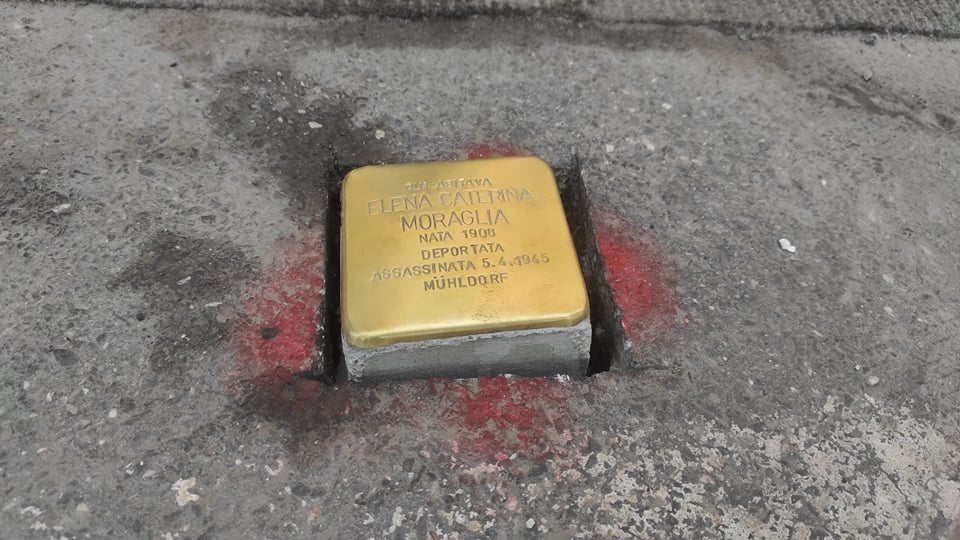 QUI ABITAVA
ELENA CATERINA
MORAGLIA
NATA 1908
DEPORTATA
ASSASSINATA 5.4.1945
MÜHLDORF